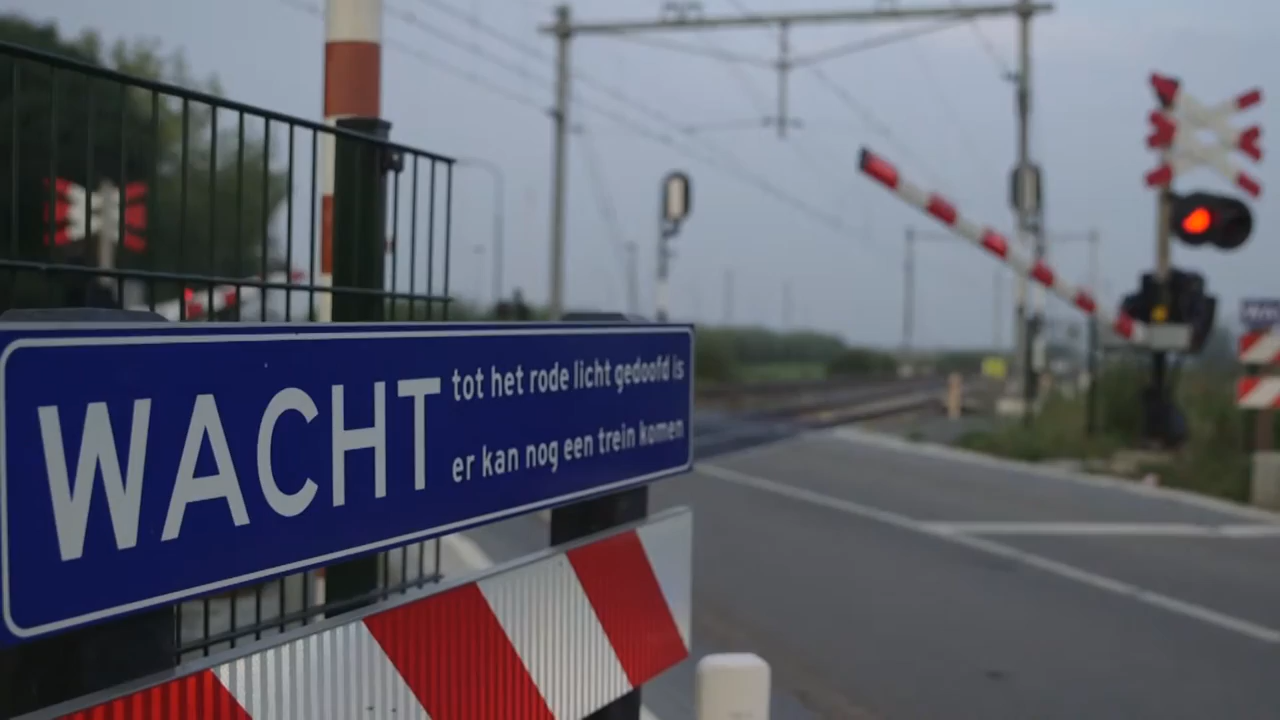 WACHT
tot het rode licht gedoofd is
er kan nog een trein komen